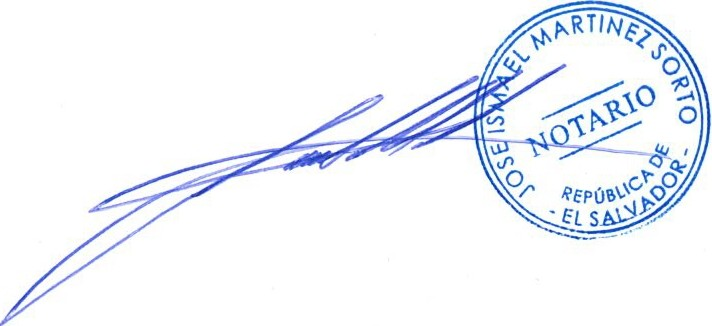 JOSE ISMAEL MARTINEZ SORTO
NOTARIO
REPÚBLICA DE
- EL SALVADOR -